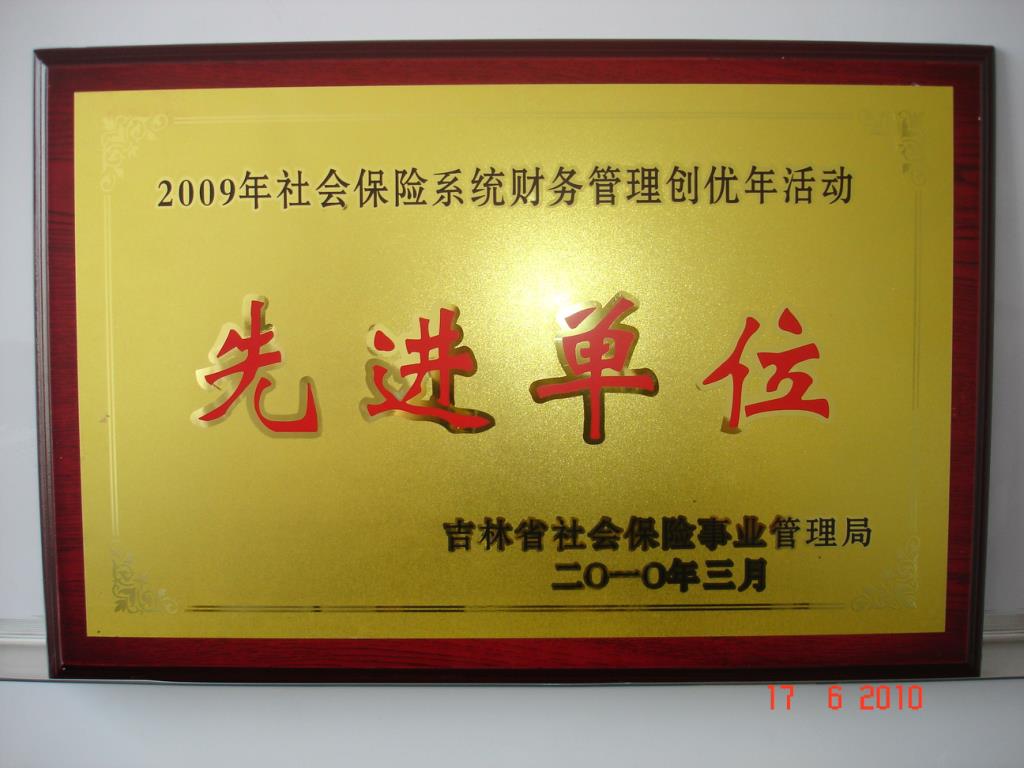 2009年社会保险系统财务管理创优年活动
先进单位
吉林省社会保险事业管理局
二〇一〇年三月
17 6 2010